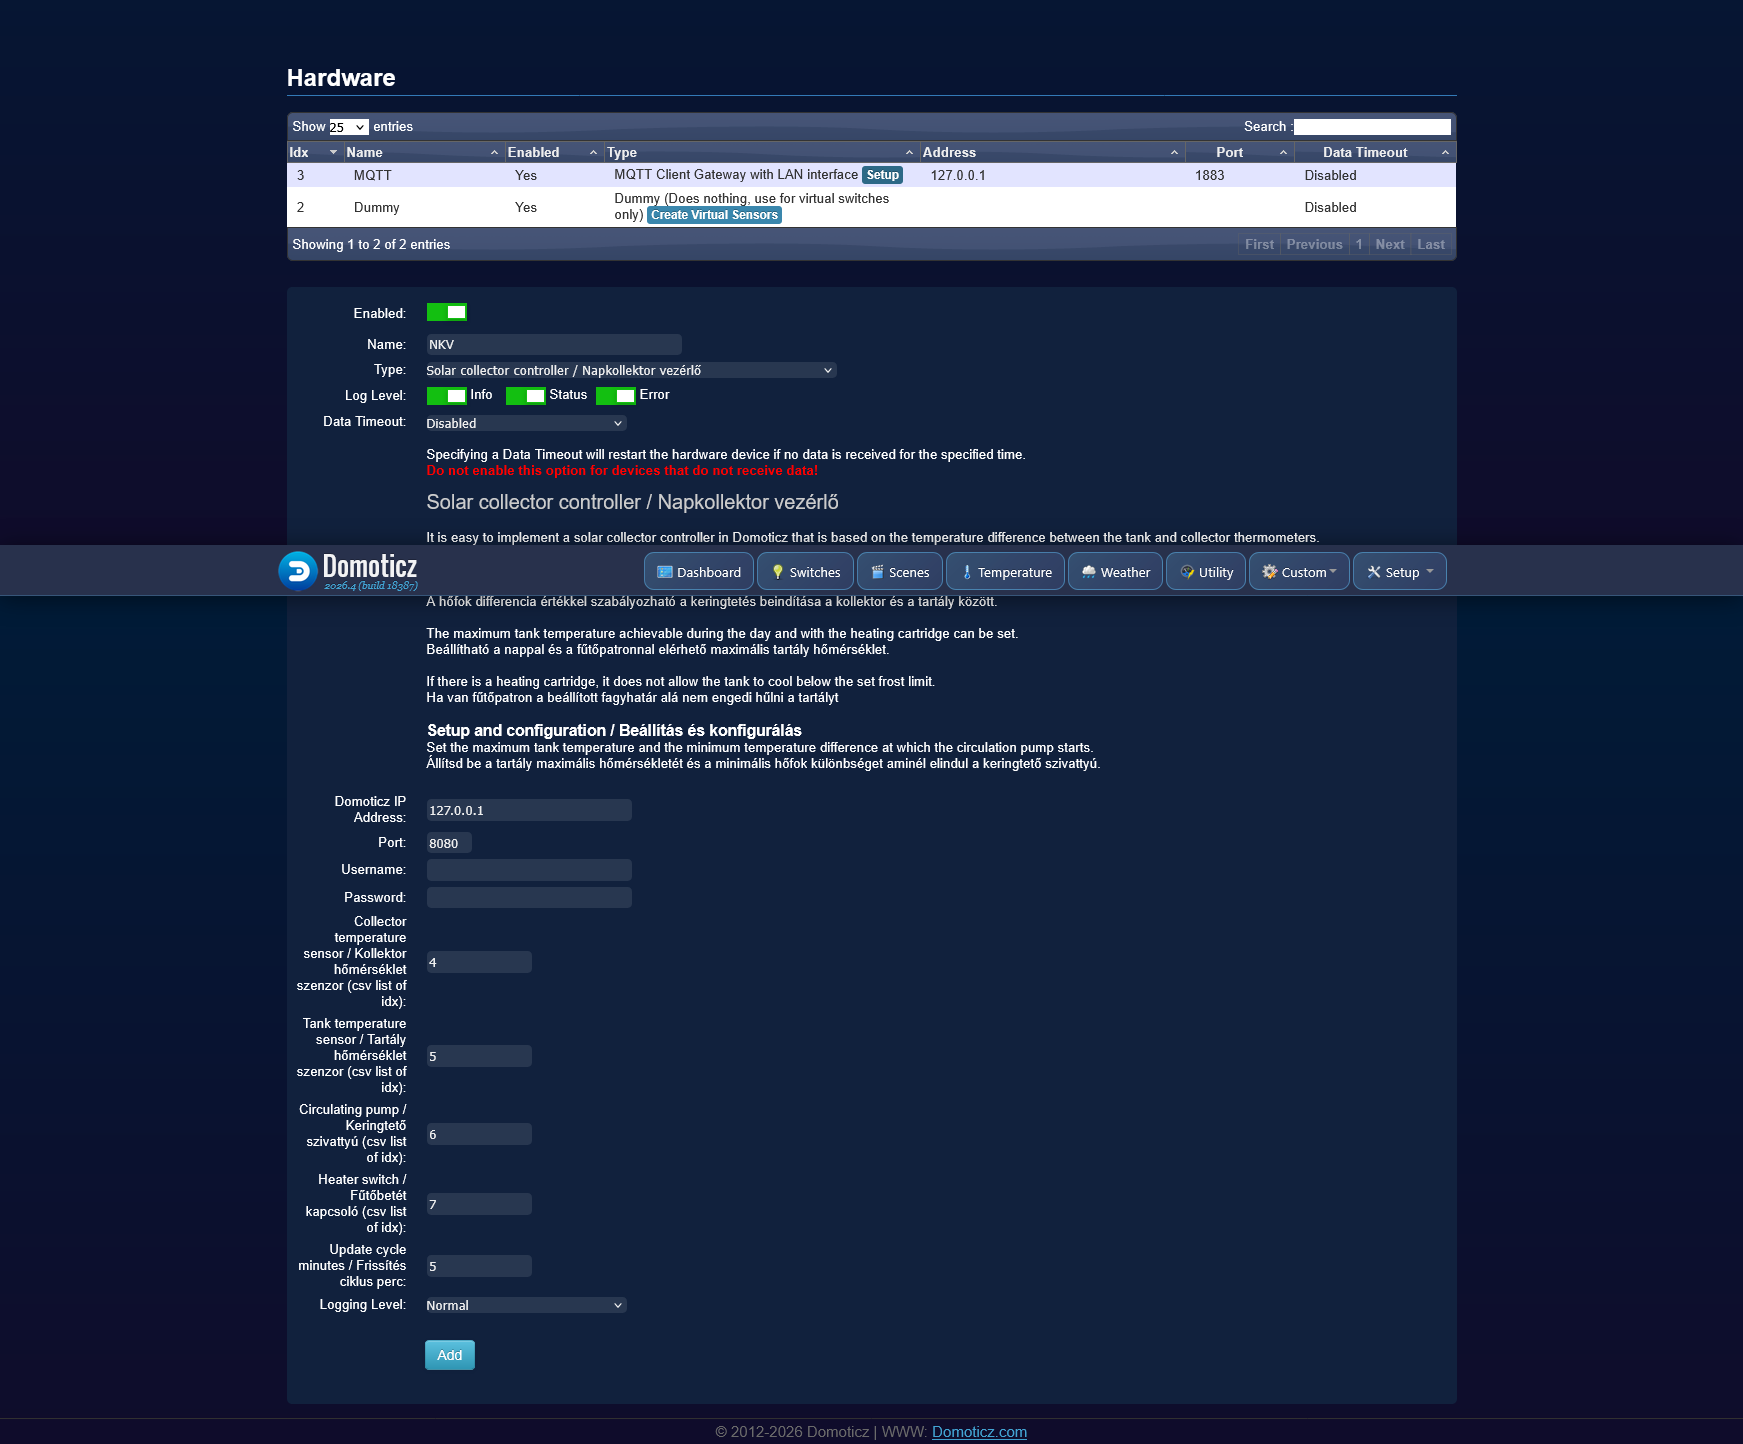 Hardware
Show 25 entries
Search :
Idx Name Enabled Type Address Port Data Timeout
3 MQTT Yes MQTT Client Gateway with LAN interface Setup 127.0.0.1 1883 Disabled
2 Dummy Yes Dummy (Does nothing, use for virtual switches only) Create Virtual Sensors Disabled
Showing 1 to 2 of 2 entries
First Previous 1 Next Last
Enabled:
Name: NKV
Type: Solar collector controller / Napkollektor vezérlő
Log Level: Info Status Error
Data Timeout: Disabled
Specifying a Data Timeout will restart the hardware device if no data is received for the specified time.
Do not enable this option for devices that do not receive data!
Solar collector controller / Napkollektor vezérlő
It is easy to implement a solar collector controller in Domoticz that is based on the temperature difference between the tank and collector thermometers.
Domoticz
2026.4 (build 18387)
Dashboard Switches Scenes Temperature Weather Utility Custom Setup
A hőfok differencia értékkel szabályozható a keringtetés beindítása a kollektor és a tartály között.
The maximum tank temperature achievable during the day and with the heating cartridge can be set.
Beállítható a nappal és a fűtőpatronnal elérhető maximális tartály hőmérséklet.
If there is a heating cartridge, it does not allow the tank to cool below the set frost limit.
Ha van fűtőpatron a beállított fagyhatár alá nem engedi hűlni a tartályt
Setup and configuration / Beállítás és konfigurálás
Set the maximum tank temperature and the minimum temperature difference at which the circulation pump starts.
Állítsd be a tartály maximális hőmérsékletét és a minimális hőfok különbséget aminél elindul a keringtető szivattyú.
Domoticz IP
Address: 127.0.0.1
Port: 8080
Username:
Password:
Collector
temperature
sensor / Kollektor
hőmérséklet
szenzor (csv list of
idx):
4
Tank temperature
sensor / Tartály
hőmérséklet
szenzor (csv list of
idx):
5
Circulating pump /
Keringtető
szivattyú (csv list
of idx):
6
Heater switch /
Fűtőbetét
kapcsoló (csv list
of idx):
7
Update cycle
minutes / Frissítés
ciklus perc:
5
Logging Level: Normal
Add
© 2012-2026 Domoticz | WWW: Domoticz.com